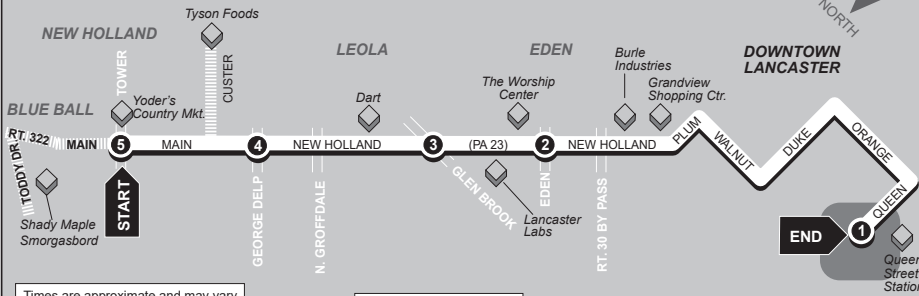 Tyson Foods
NORTH
NEW HOLLAND
LEOLA
EDEN
Burle
Industries
DOWNTOWN
LANCASTER
TOWER
CUSTER
The Worship
Center
Grandview
Shopping Ctr.
BLUE BALL
Yoder's
Country Mkt.
Dart
RT. 322
MAIN
5
MAIN
4
NEW HOLLAND
3
(PA 23)
2
NEW HOLLAND
PLUM
WALNUT
DUKE
ORANGE
QUEEN
TODDY DR.
START
GEORGE DELP
N. GROFFDALE
GLEN BROOK
EDEN
RT. 30 BY PASS
Lancaster
Labs
Shady Maple
Smorgasbord
END
1
Queen
Street
Station
Times are approximate and may vary